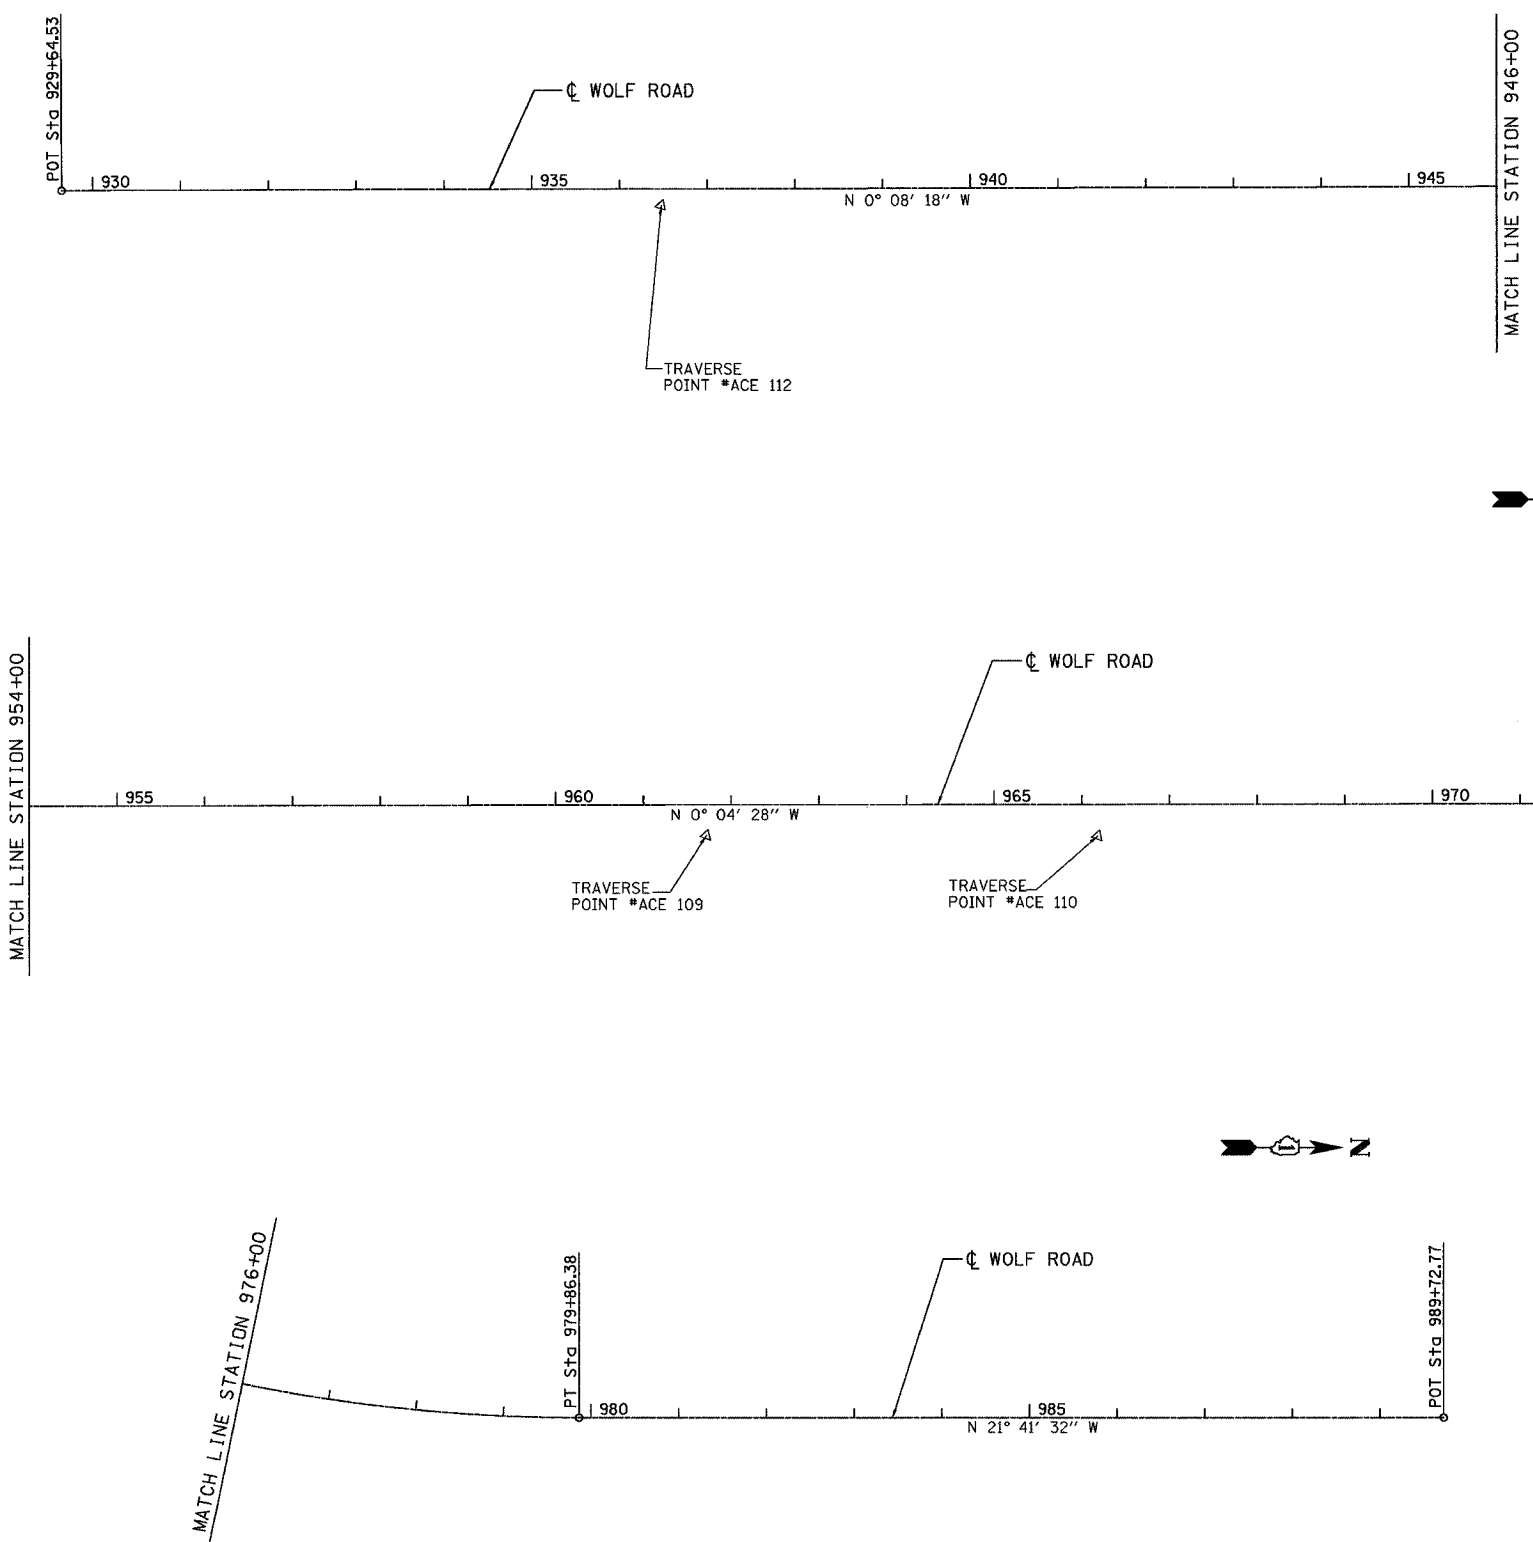 POT Sta 929+64.53
℄ WOLF ROAD
930
935
940
945
N 0° 08' 18" W
MATCH LINE STATION 946+00
TRAVERSE
POINT #ACE 112
MATCH LINE STATION 954+00
℄ WOLF ROAD
955
960
965
970
N 0° 04' 28" W
TRAVERSE
POINT #ACE 109
TRAVERSE
POINT #ACE 110
N
MATCH LINE STATION 976+00
PT Sta 979+86.38
℄ WOLF ROAD
POT Sta 989+72.77
980
985
N 21° 41' 32" W